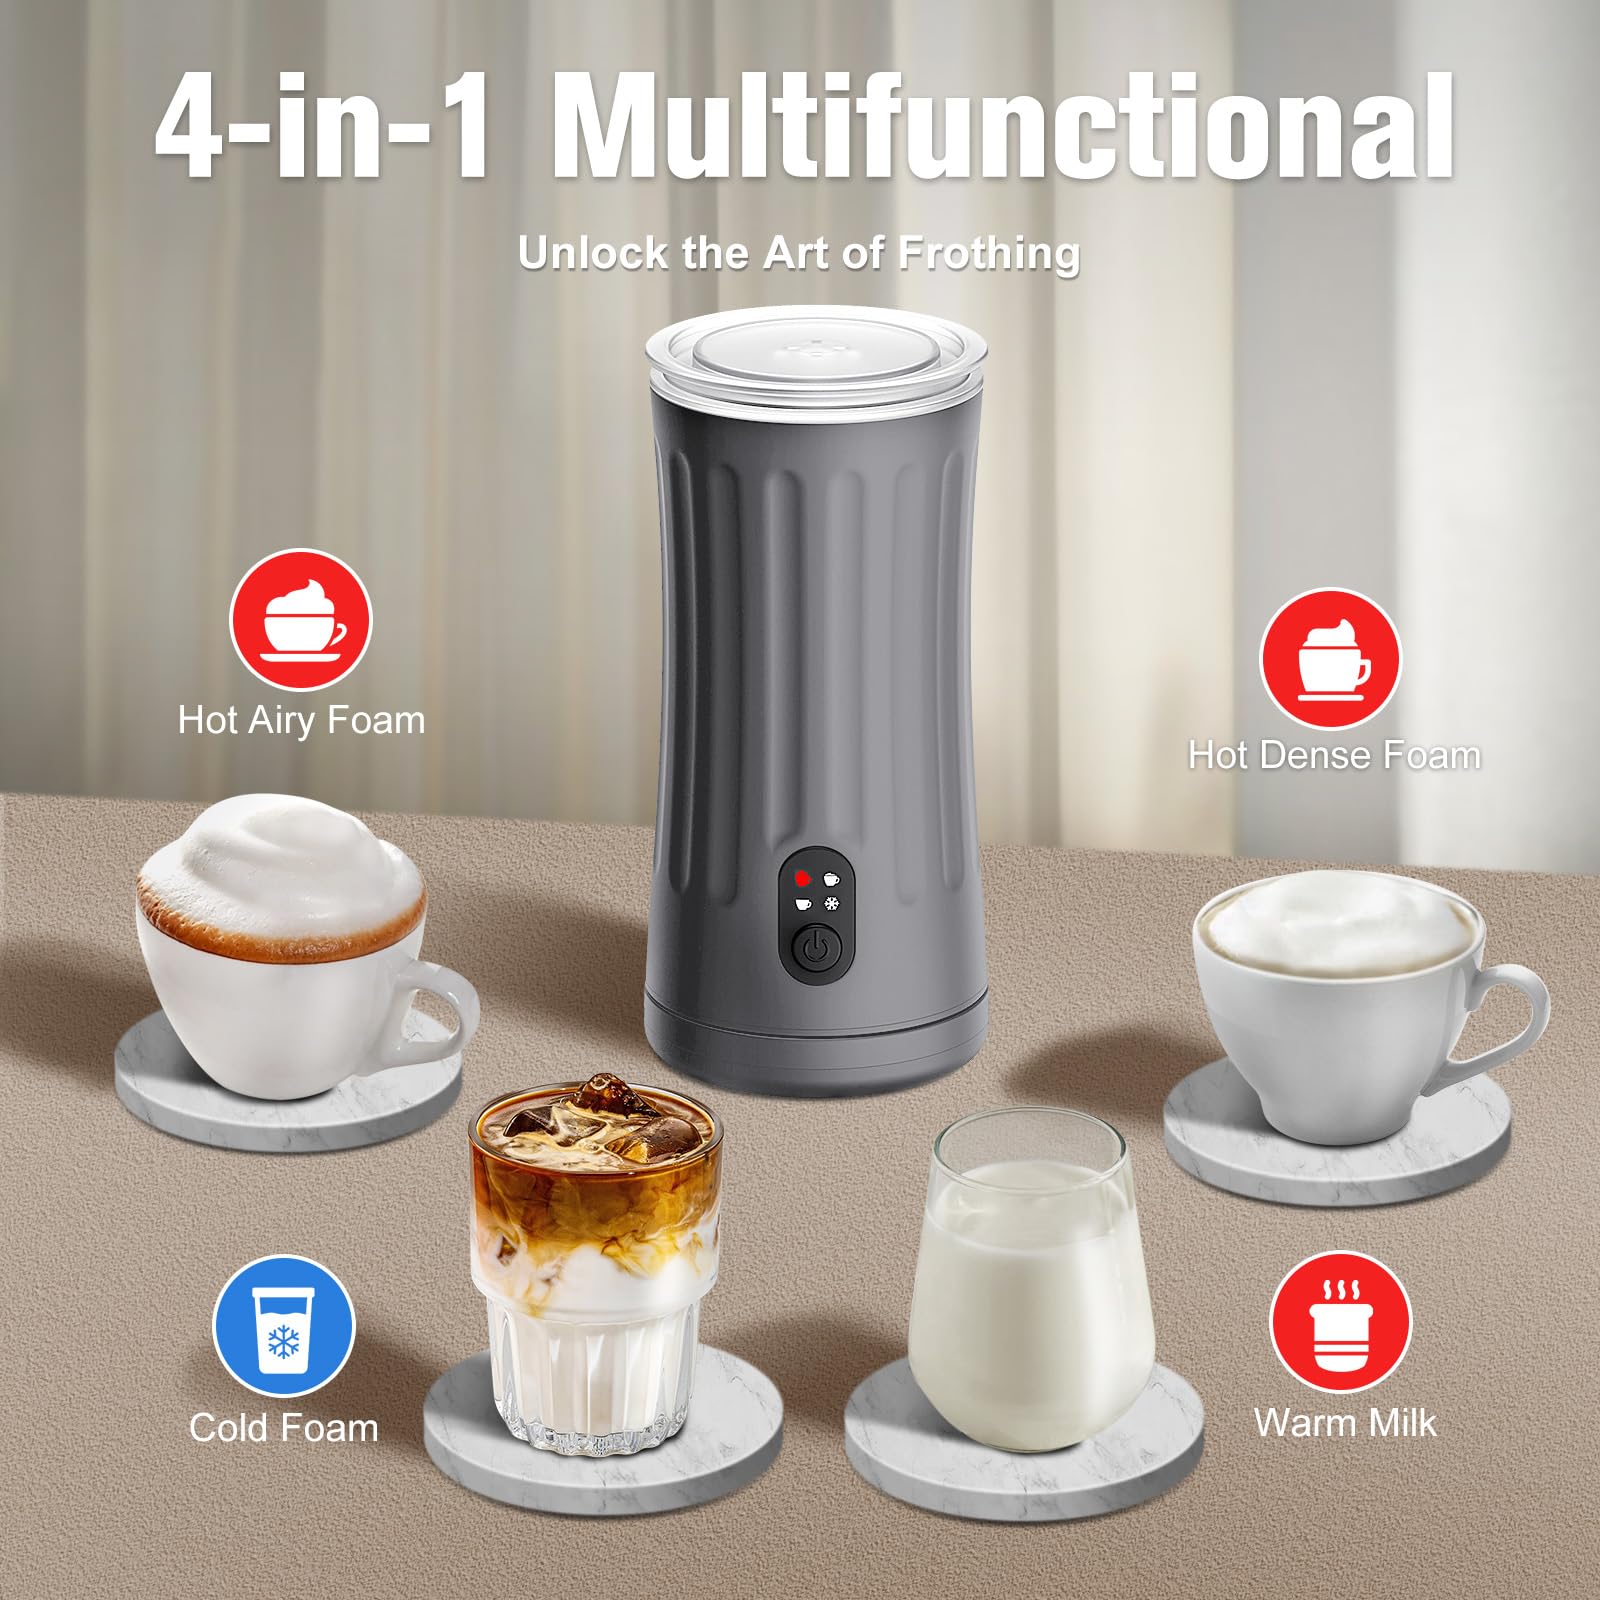 4-in-1 Multifunctional
Unlock the Art of Frothing
Hot Airy Foam
Hot Dense Foam
Cold Foam
Warm Milk